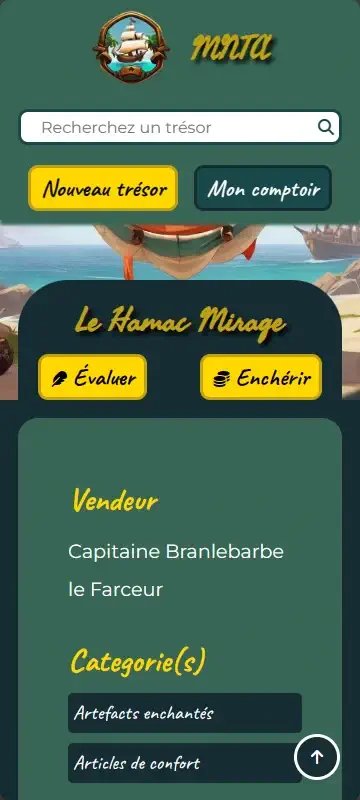 MNTA
Recherchez un trésor
Nouveau trésor
Mon comptoir
Le Hamac Mirage
Évaluer
Enchérir
Vendeur
Capitaine Branlebarbe
le Farceur
Categorie(s)
Artefacts enchantés
Articles de confort